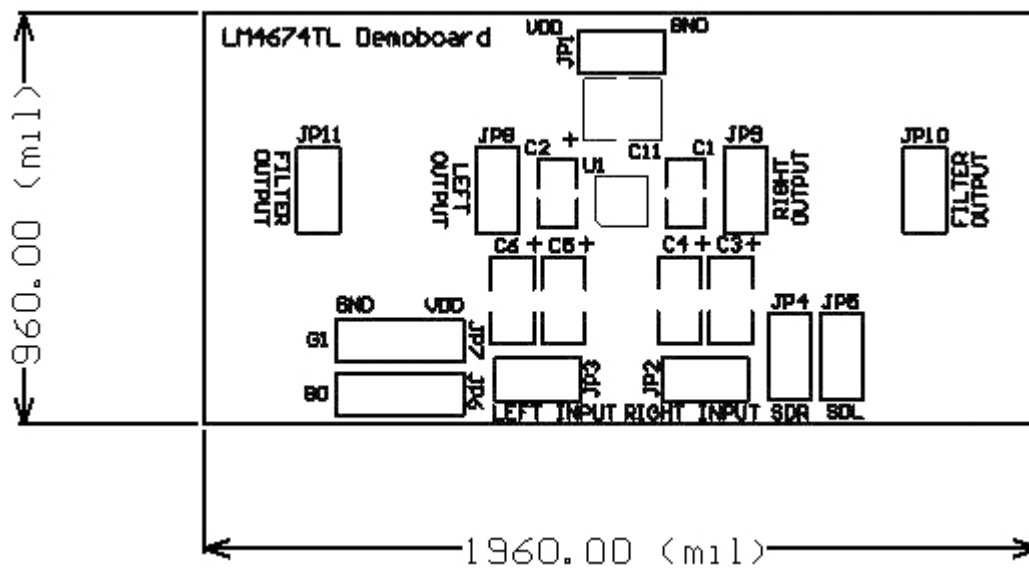 LM4674TL Demoboard
VDD
GND
JP1
JP11
JP8
C2
+
U1
C11
C1
JP9
JP10
FILTER
OUTPUT
LEFT
OUTPUT
RIGHT
OUTPUT
FILTER
OUTPUT
C6 +
C5 +
C4 +
C3 +
GND
VDD
JP7
G1
JP6
G0
JP3
JP2
JP4
JP5
LEFT INPUT
RIGHT INPUT
SDR
SDL
960.00 (mil)
1960.00 (mil)